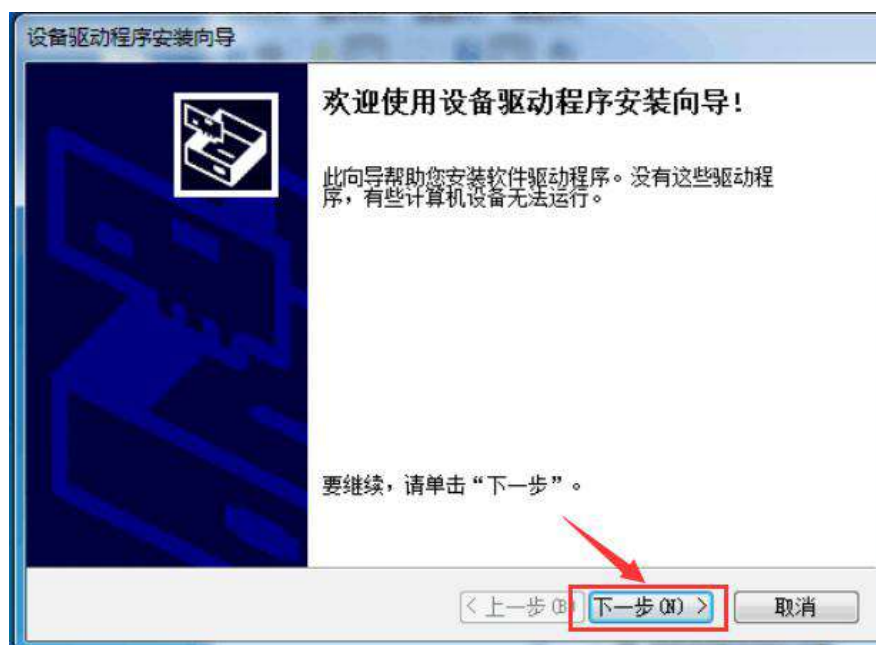 设备驱动程序安装向导
欢迎使用设备驱动程序安装向导!
此向导帮助您安装软件驱动程序。没有这些驱动程
序，有些计算机设备无法运行。
要继续，请单击“下一步”。
< 上一步(B) 下一步(N) > 取消